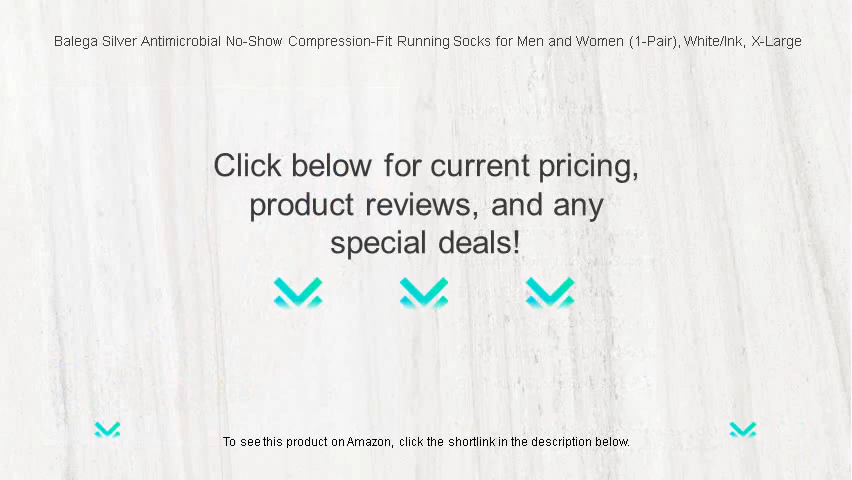 Balega Silver Antimicrobial No-Show Compression-Fit Running Socks for Men and Women (1-Pair), White/Ink, X-Large
Click below for current pricing,
product reviews, and any
special deals!
To see this product on Amazon, click the shortlink in the description below.